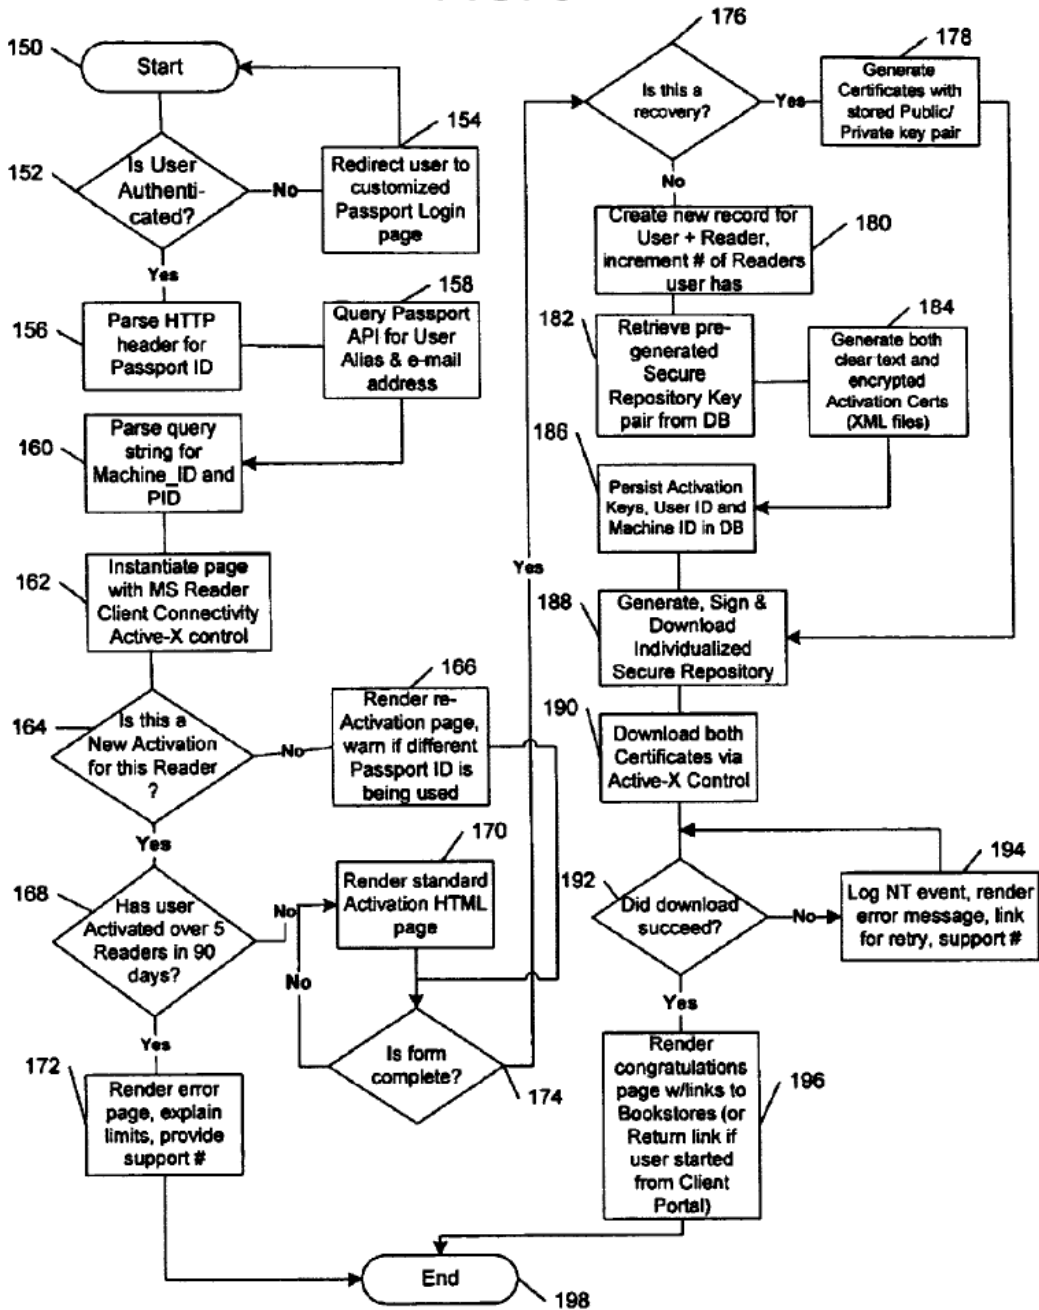 150
Start
152
Is User
Authenti-
cated?
No
154
Redirect user to
customized
Passport Login
page
Yes
156
Parse HTTP
header for
Passport ID
158
Query Passport
API for User
Alias & e-mail
address
160
Parse query
string for
Machine_ID and
PID
162
Instantiate page
with MS Reader
Client Connectivity
Active-X control
164
Is this a
New Activation
for this Reader
?
No
166
Render re-
Activation page,
warn if different
Passport ID is
being used
Yes
168
Has user
Activated over 5
Readers in 90
days?
No
170
Render standard
Activation HTML
page
No
Yes
172
Render error
page, explain
limits, provide
support #
Is form
complete?
174
Yes
176
Is this a
recovery?
Yes
178
Generate
Certificates with
stored Public/
Private key pair
No
180
Create new record for
User + Reader,
increment # of Readers
user has
182
Retrieve pre-
generated
Secure
Repository Key
pair from DB
184
Generate both
clear text and
encrypted
Activation Certs
(XML files)
186
Persist Activation
Keys, User ID and
Machine ID in DB
188
Generate, Sign &
Download
Individualized
Secure Repository
190
Download both
Certificates via
Active-X Control
192
Did download
succeed?
No
194
Log NT event, render
error message, link
for retry, support #
Yes
196
Render
congratulations
page w/links to
Bookstores (or
Return link if
user started
from Client
Portal)
End
198